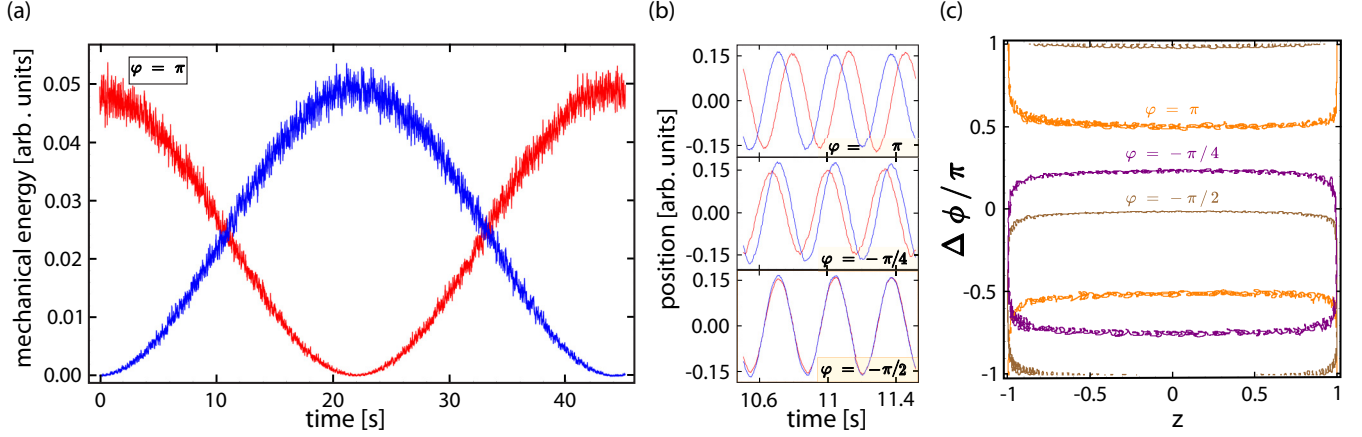 (a)
mechanical energy [arb. units]
0.05
0.04
0.03
0.02
0.01
0.00
φ = π
0
10
20
30
40
time [s]
(b)
position [arb. units]
0.15
0.00
-0.15
φ = π
0.15
0.00
-0.15
φ = - π/4
0.15
0.00
-0.15
φ = -π/2
10.6
11
11.4
time [s]
(c)
Δ ϕ / π
1
0.5
0
-0.5
-1
φ = π
φ = - π / 4
φ = - π / 2
-1
-0.5
0
0.5
1
z